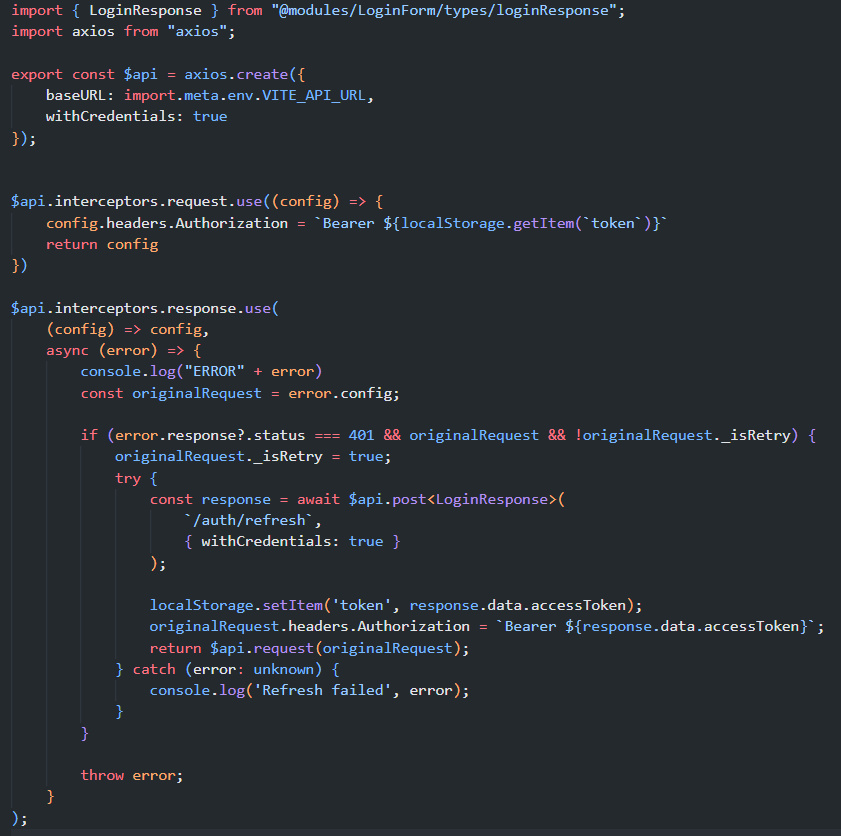 import { LoginResponse } from "@modules/LoginForm/types/loginResponse";
import axios from "axios";
export const $api = axios.create({
baseURL: import.meta.env.VITE_API_URL,
withCredentials: true
});
$api.interceptors.request.use((config) => {
config.headers.Authorization = `Bearer ${localStorage.getItem(`token`)}`
return config
})
$api.interceptors.response.use(
(config) => config,
async (error) => {
console.log("ERROR" + error)
const originalRequest = error.config;
if (error.response?.status === 401 && originalRequest && !originalRequest._isRetry) {
originalRequest._isRetry = true;
try {
const response = await $api.post<LoginResponse>(
`/auth/refresh`,
{ withCredentials: true }
);
localStorage.setItem('token', response.data.accessToken);
originalRequest.headers.Authorization = `Bearer ${response.data.accessToken}`;
return $api.request(originalRequest);
} catch (error: unknown) {
console.log('Refresh failed', error);
}
}
throw error;
}
);